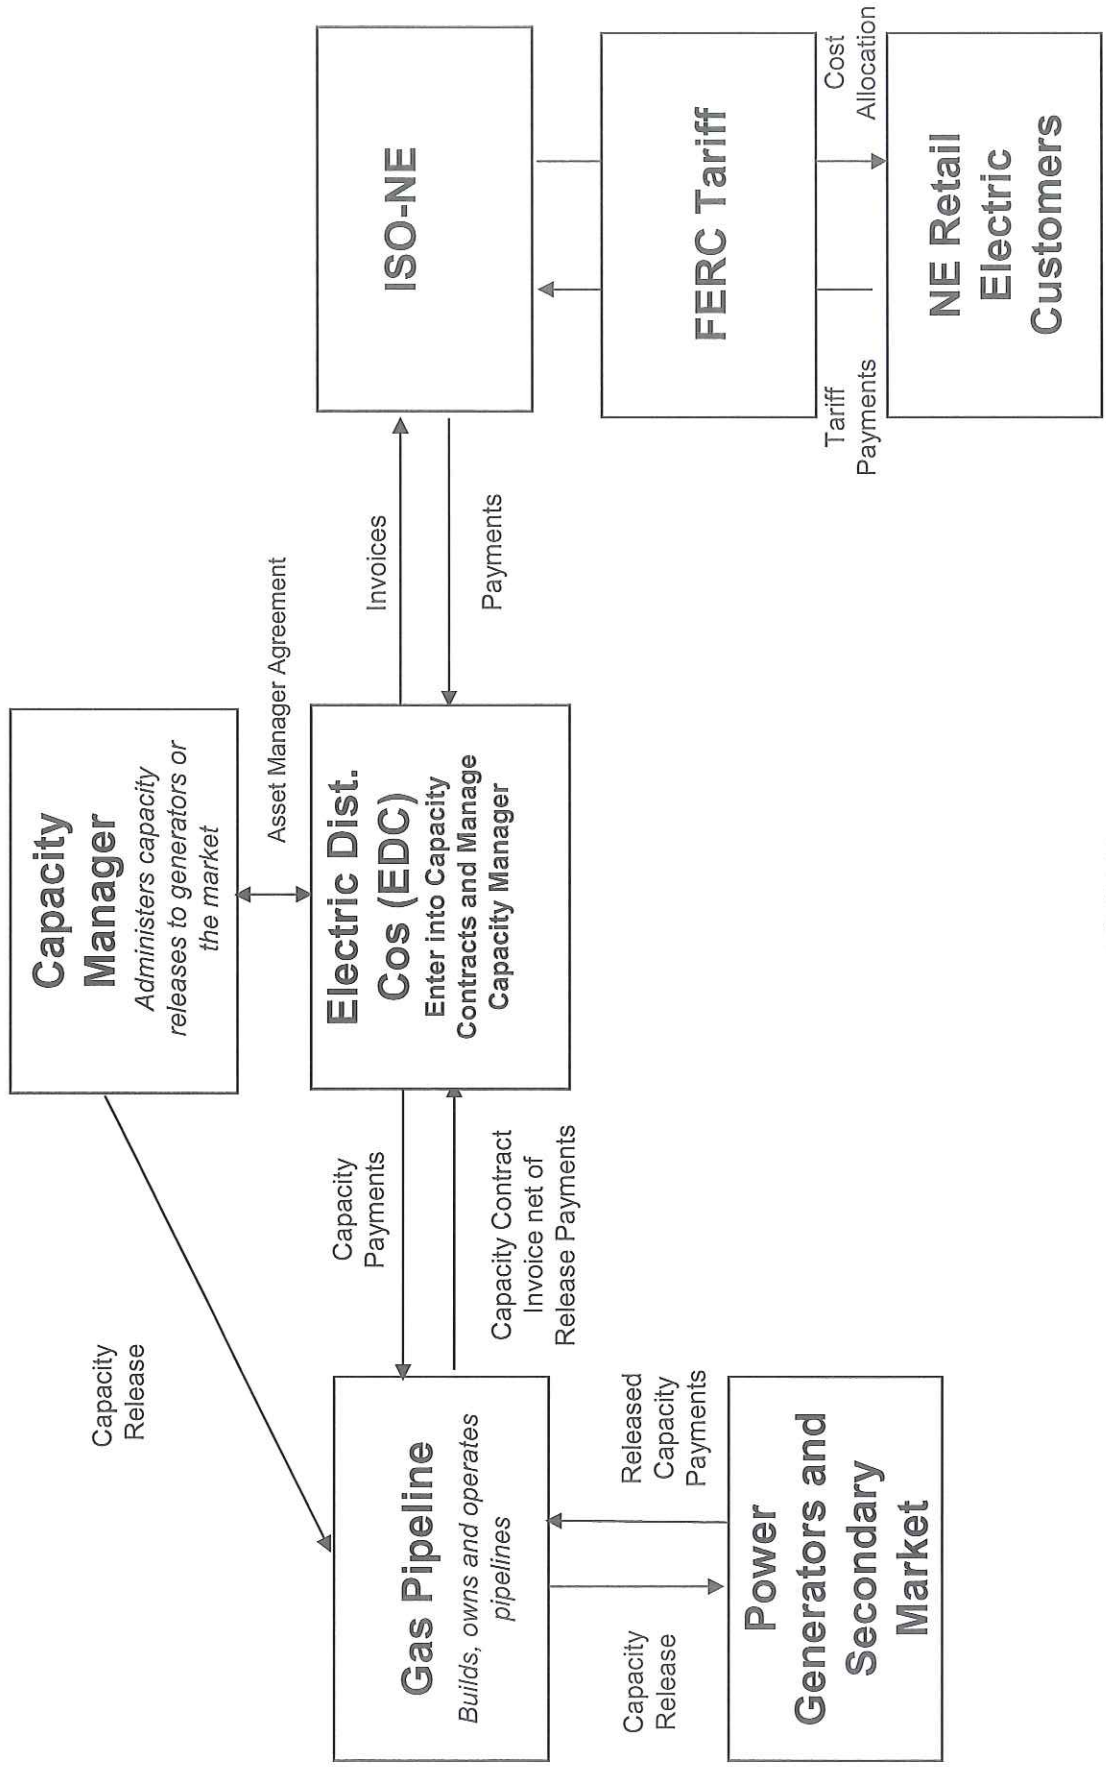 Capacity
Manager
Administers capacity
releases to generators or
the market
Capacity
Release
Asset Manager Agreement
Gas Pipeline
Builds, owns and operates
pipelines
Capacity
Payments
Capacity Contract
Invoice net of
Release Payments
Electric Dist.
Cos (EDC)
Enter into Capacity
Contracts and Manage
Capacity Manager
Invoices
Payments
ISO-NE
Capacity
Release
Released
Capacity
Payments
Power
Generators and
Secondary
Market
FERC Tariff
Tariff
Payments
Cost
Allocation
NE Retail
Electric
Customers